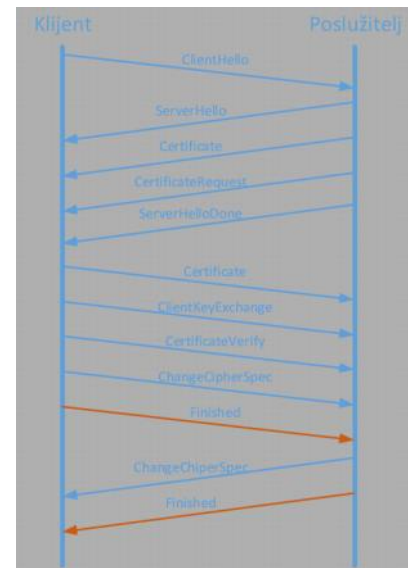 Klijent
Poslužitelj
ClientHello
ServerHello
Certificate
CertificateRequest
ServerHelloDone
Certificate
ClientKeyExchange
CertificateVerify
ChangeCipherSpec
Finished
ChangeChiperSpec
Finished